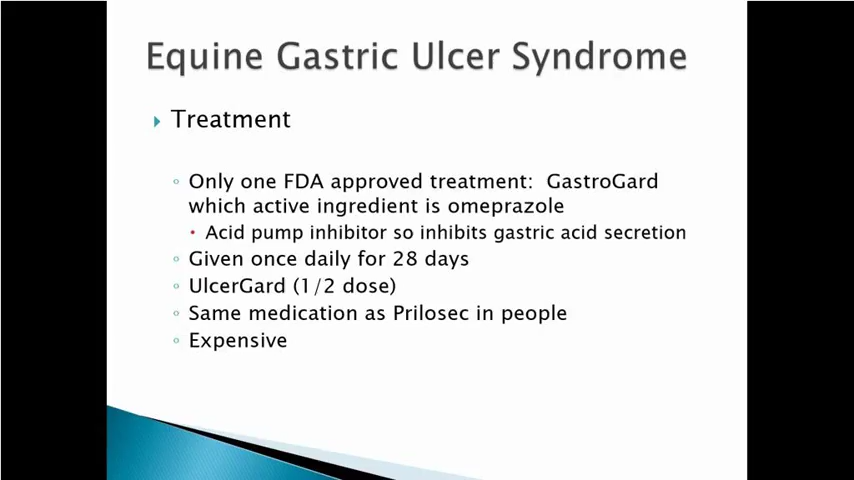 Equine Gastric Ulcer Syndrome
Treatment
Only one FDA approved treatment: GastroGard
which active ingredient is omeprazole
Acid pump inhibitor so inhibits gastric acid secretion
Given once daily for 28 days
UlcerGard (1/2 dose)
Same medication as Prilosec in people
Expensive